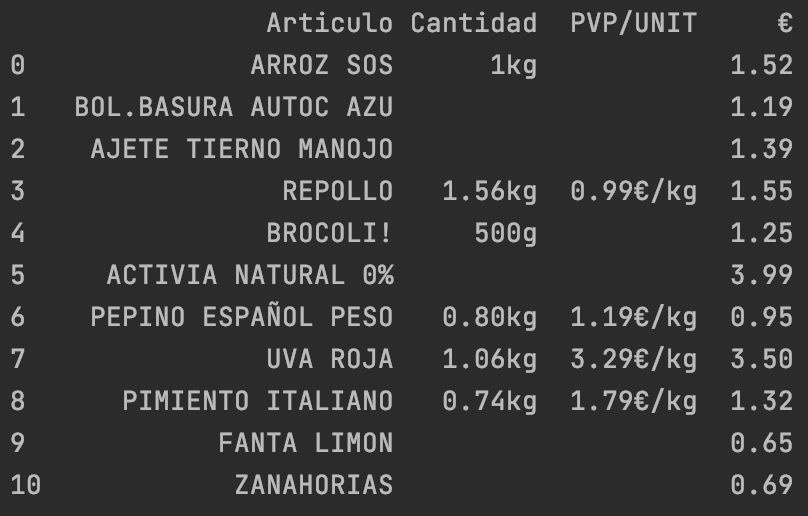 Articulo Cantidad PVP/UNIT €
0 ARROZ SOS 1kg 1.52
1 BOL.BASURA AUTOC AZU 1.19
2 AJETE TIERNO MANOJO 1.39
3 REPOLLO 1.56kg 0.99€/kg 1.55
4 BROCOLI! 500g 1.25
5 ACTIVIA NATURAL 0% 3.99
6 PEPINO ESPAÑOL PESO 0.80kg 1.19€/kg 0.95
7 UVA ROJA 1.06kg 3.29€/kg 3.50
8 PIMIENTO ITALIANO 0.74kg 1.79€/kg 1.32
9 FANTA LIMON 0.65
10 ZANAHORIAS 0.69